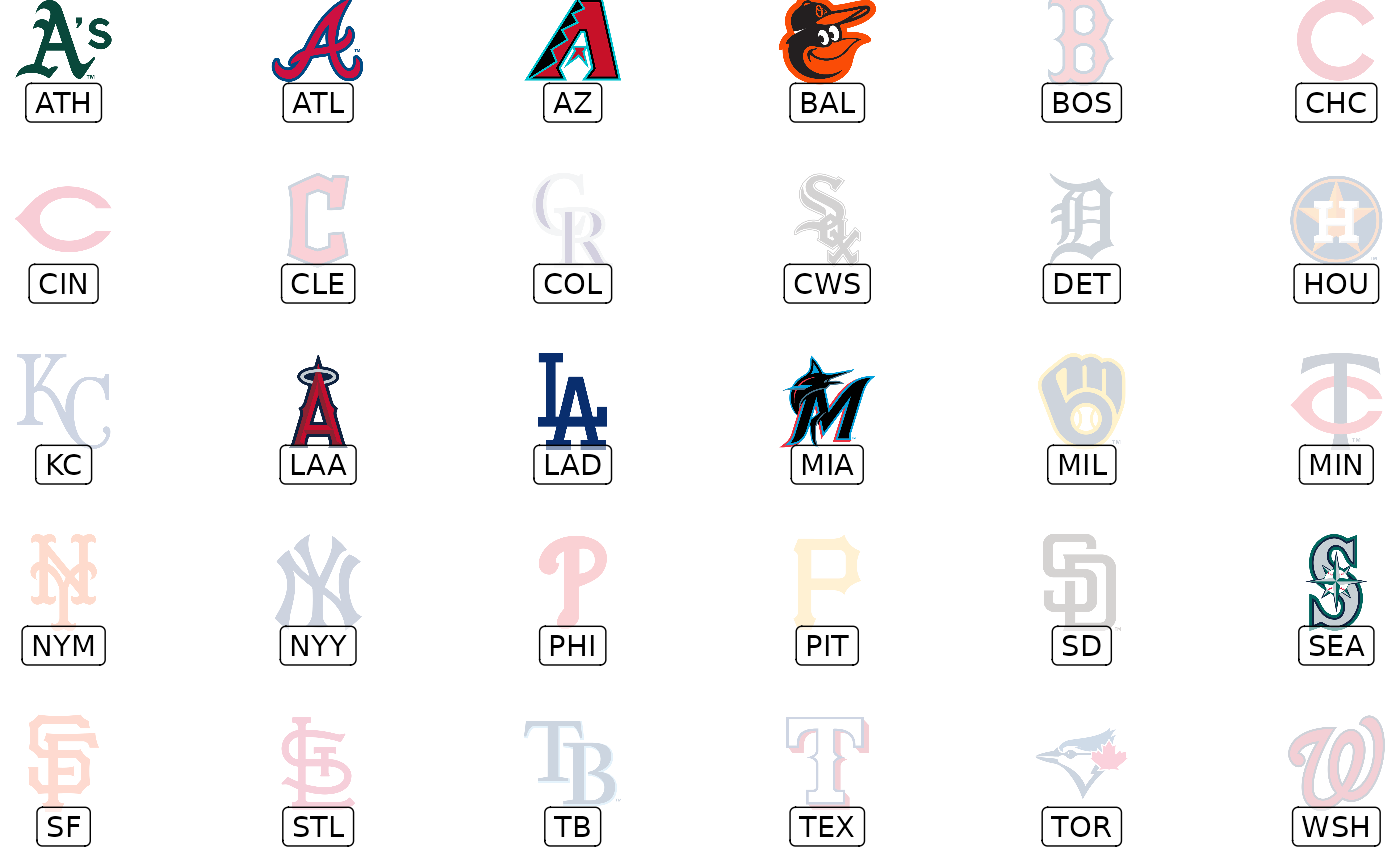 A's
TM
ATH ATL AZ BAL BOS CHC
CIN CLE COL CWS DET HOU
KC LAA LAD MIA MIL MIN
NYM NYY PHI PIT SD SEA
SF STL TB TEX TOR WSH